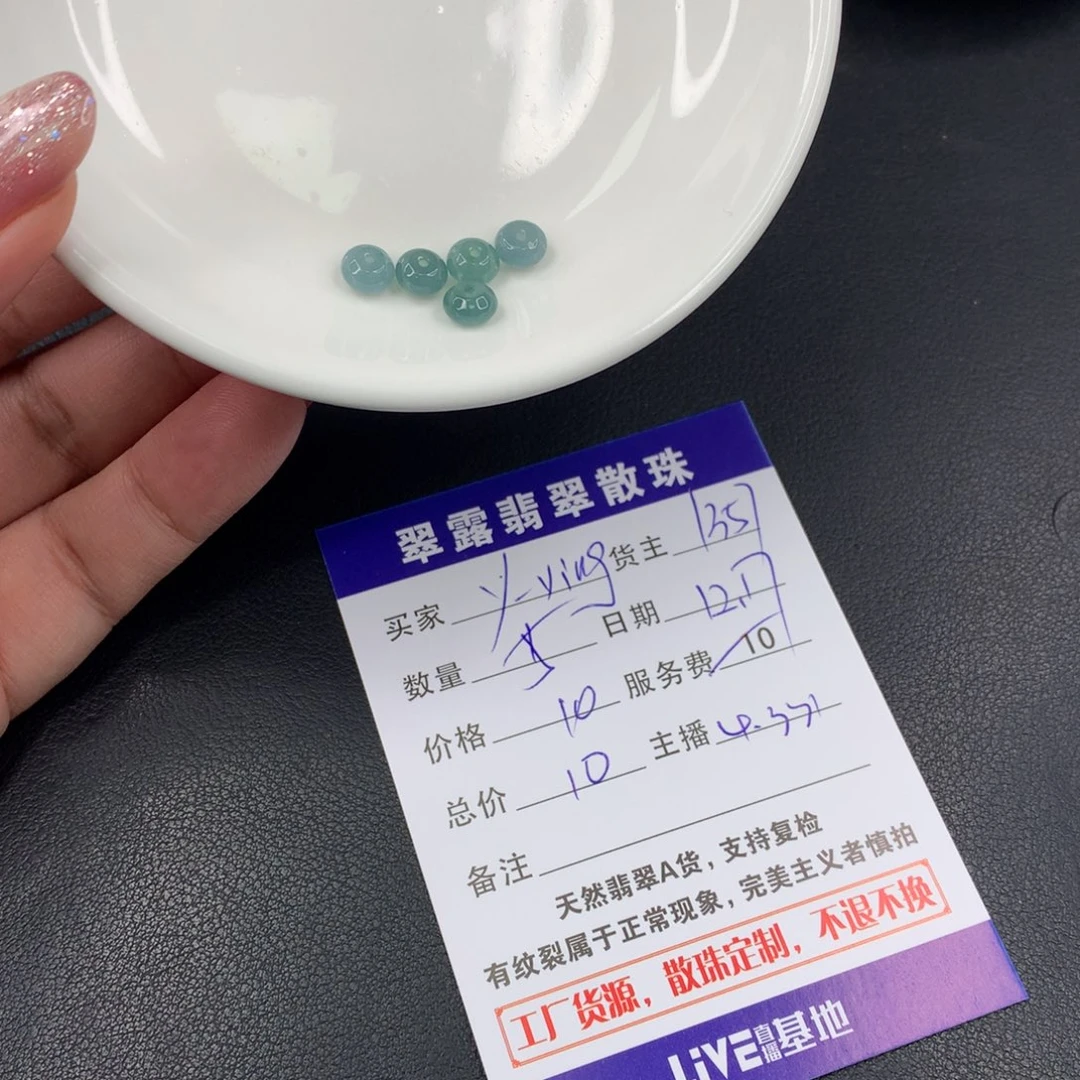 翠露翡翠散珠
买家 y-ying 货主 135
数量 5 日期 12.1
价格 10 服务费 10
总价 10 主播
备注
天然翡翠A货，支持复检
有纹裂属于正常现象，完美主义者慎拍
工厂货源，散珠定制，不退不换
LiVE直播基地